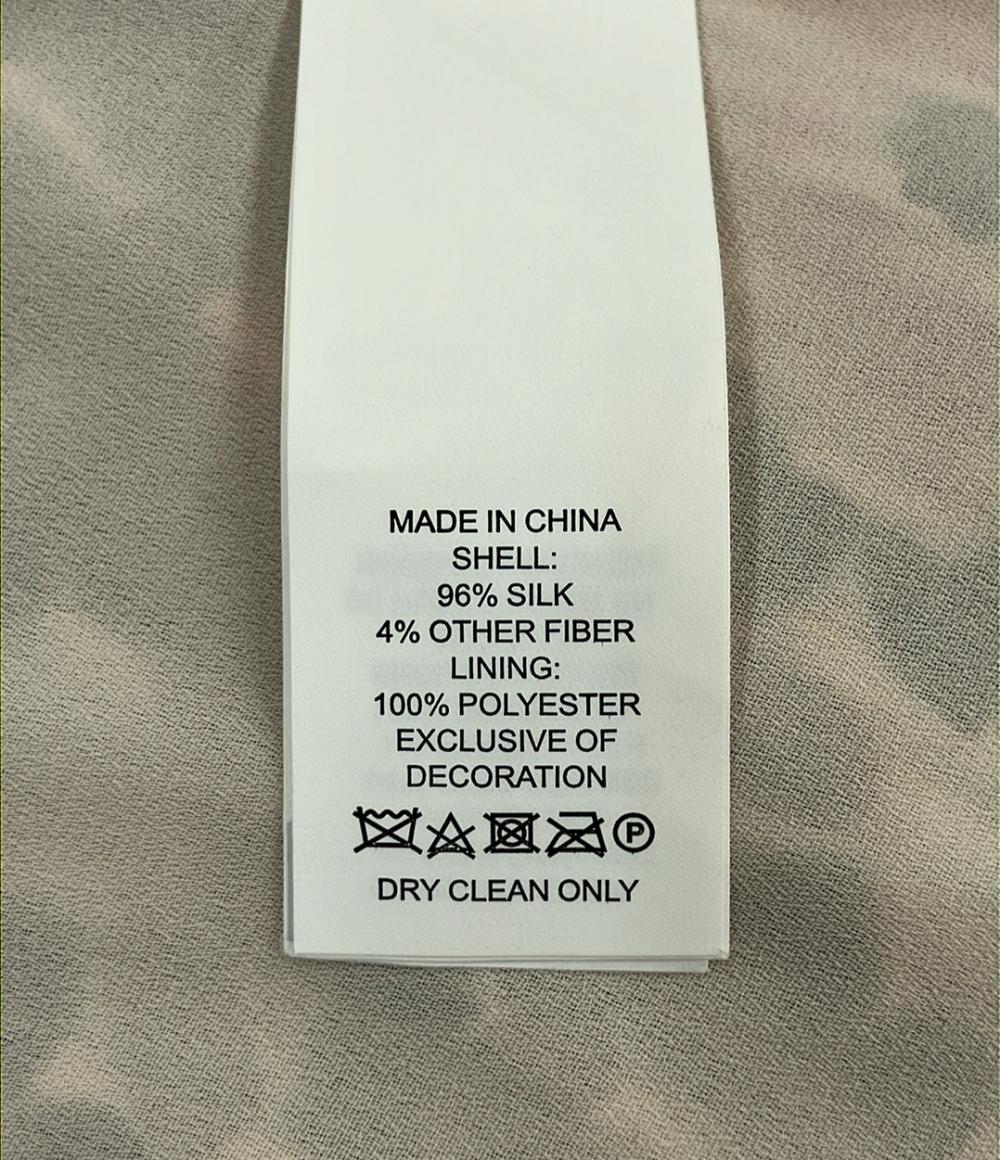 MADE IN CHINA
SHELL:
96% SILK
4% OTHER FIBER
LINING:
100% POLYESTER
EXCLUSIVE OF
DECORATION
P
DRY CLEAN ONLY